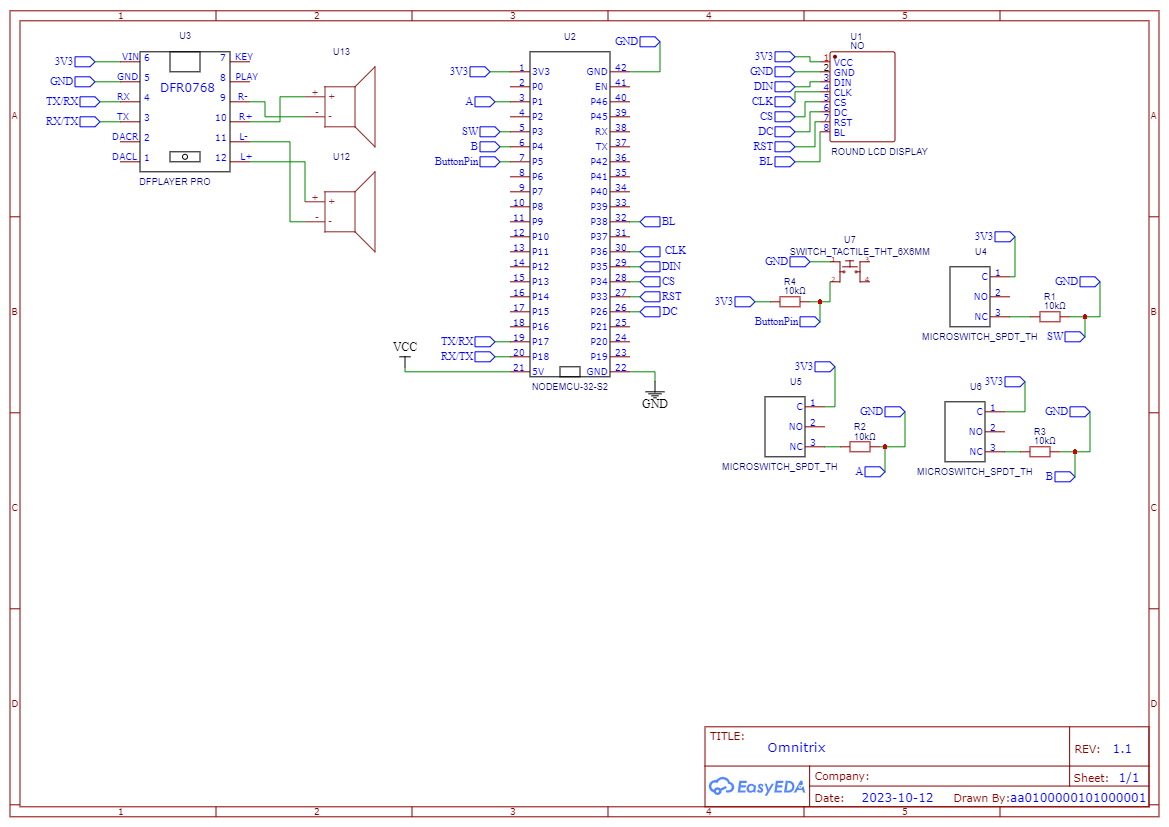 1 2 3 4 5
A
B
C
D
U3
DFR0768
3V3 VIN 6 7 KEY
GND GND 5 8 PLAY
TX/RX RX 4 9 R-
RX/TX TX 3 10 R+
DACR 2 11 L-
DACL 1 12 L+
DFPLAYER PRO
U13
+ +
- -
U12
+ +
- -
U2
GND
3V3 1 3V3 GND 42
2 P0 EN 41
A 3 P1 P46 40
4 P2 P45 39
SW 5 P3 RX 38
B 6 P4 TX 37
ButtonPin 7 P5 P42 36
8 P6 P41 35
9 P7 P40 34
10 P8 P39 33
11 P9 P38 32 BL
12 P10 P37 31
13 P11 P36 30 CLK
14 P12 P35 29 DIN
15 P13 P34 28 CS
16 P14 P33 27 RST
17 P15 P26 26 DC
18 P16 P21 25
TX/RX 19 P17 P20 24
RX/TX 20 P18 P19 23
VCC 21 5V GND 22
NODEMCU-32-S2
GND
U1
NO
3V3 1 VCC
GND 2 GND
DIN 3 DIN
CLK 4 CLK
CS 5 CS
DC 6 DC
RST 7 RST
BL 8 BL
ROUND LCD DISPLAY
U7
SWITCH_TACTILE_THT_6X6MM
GND 1 3
2 4
R4
10kΩ
3V3
ButtonPin
3V3
U4
C 1
NO 2
NC 3
GND
R1
10kΩ
SW
MICROSWITCH_SPDT_TH
3V3
U5
C 1
NO 2
NC 3
GND
R2
10kΩ
A
MICROSWITCH_SPDT_TH
U6 3V3
C 1
NO 2
NC 3
GND
R3
10kΩ
B
MICROSWITCH_SPDT_TH
TITLE:
Omnitrix
REV: 1.1
EasyEDA
Company:
Sheet: 1/1
Date: 2023-10-12 Drawn By: aa0100000101000001
A
B
C
D
1 2 3 4 5